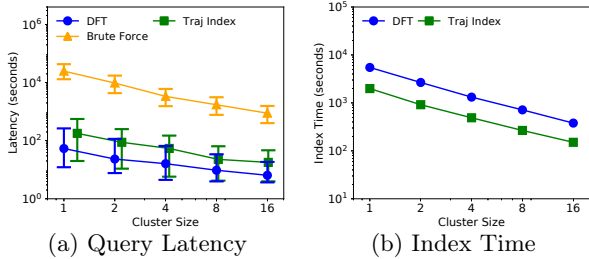 DFT
Traj Index
Brute Force
Latency (seconds)
10^6
10^4
10^2
10^0
1 2 4 8 16
Cluster Size
(a) Query Latency
DFT
Traj Index
Index Time (seconds)
10^5
10^4
10^3
10^2
10^1
1 2 4 8 16
Cluster Size
(b) Index Time